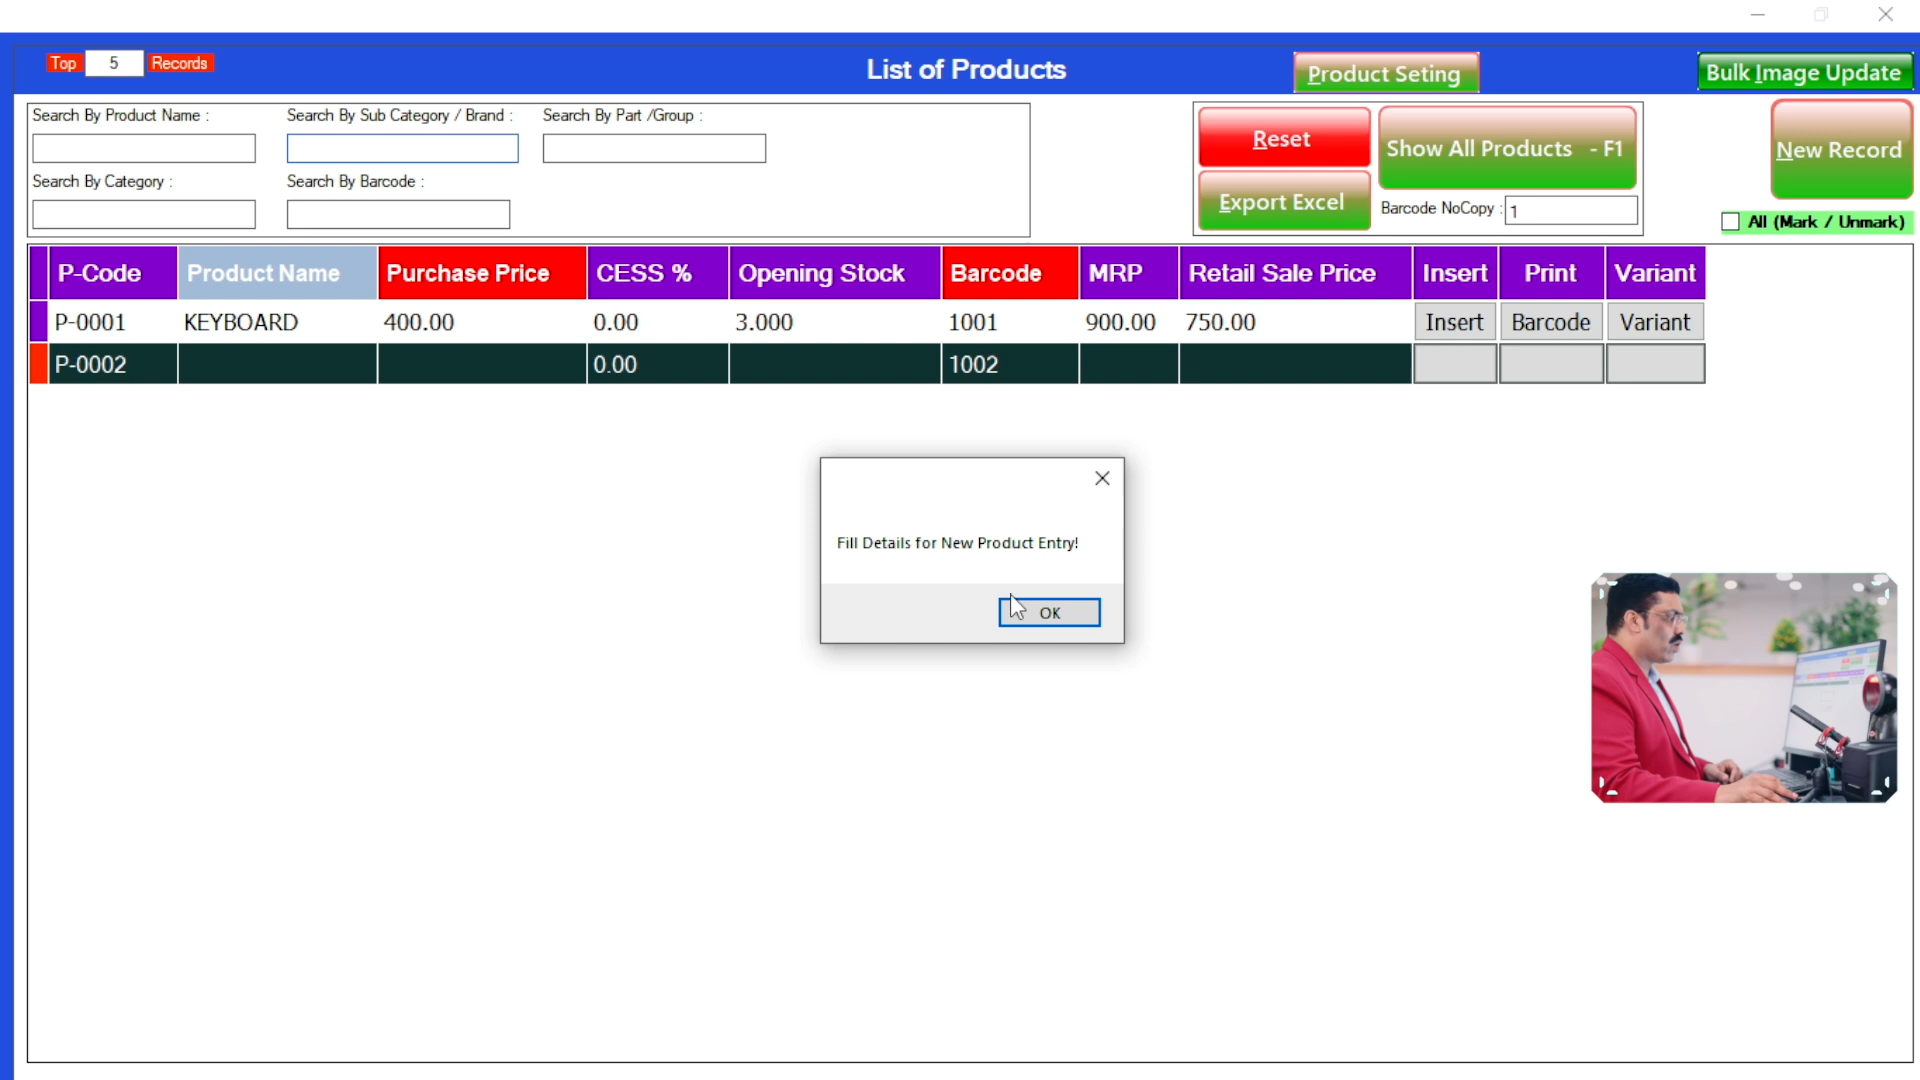 Top 5 Records
List of Products
Product Seting
Bulk Image Update
Search By Product Name :
Search By Sub Category / Brand :
Search By Part /Group :
Search By Category :
Search By Barcode :
Reset
Show All Products - F1
Export Excel
Barcode NoCopy : 1
New Record
All (Mark / Unmark)
P-Code Product Name Purchase Price CESS % Opening Stock Barcode MRP Retail Sale Price Insert Print Variant
P-0001 KEYBOARD 400.00 0.00 3.000 1001 900.00 750.00 Insert Barcode Variant
P-0002 0.00 1002
Fill Details for New Product Entry!
OK